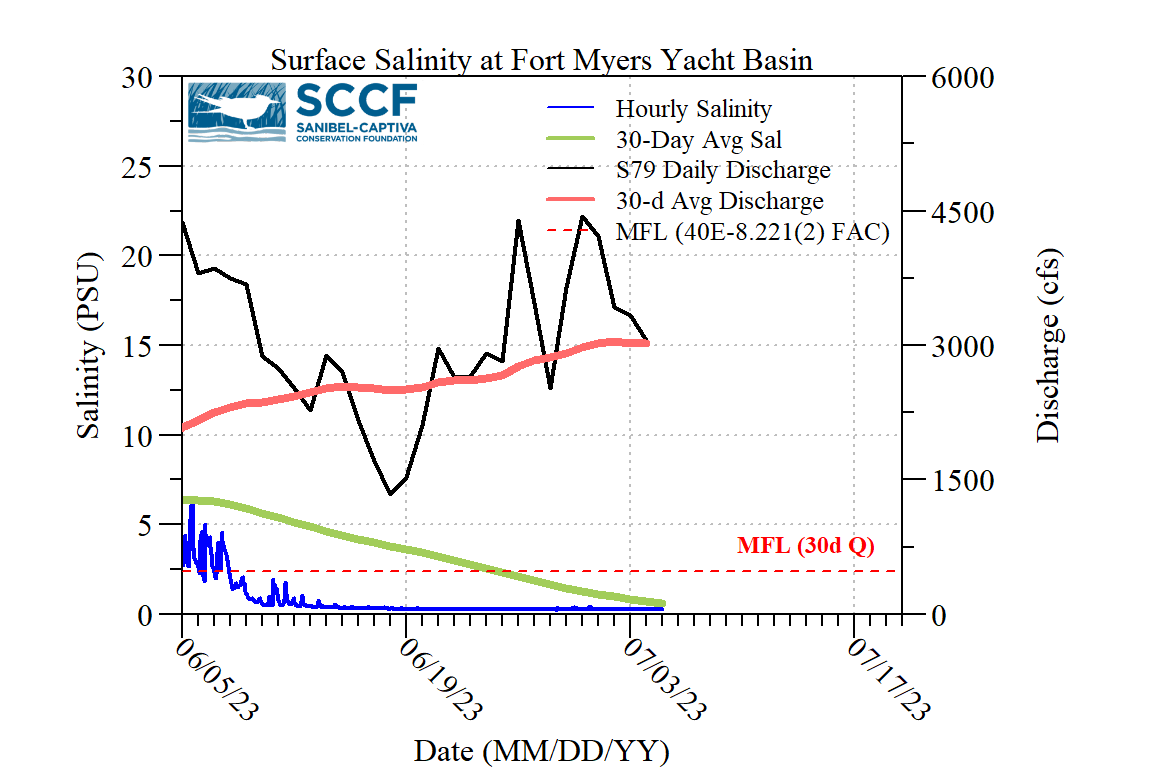 Surface Salinity at Fort Myers Yacht Basin
SCCF
SANIBEL-CAPTIVA
CONSERVATION FOUNDATION
Hourly Salinity
30-Day Avg Sal
S79 Daily Discharge
30-d Avg Discharge
MFL (40E-8.221(2) FAC)
30
25
20
15
10
5
0
Salinity (PSU)
6000
4500
3000
1500
0
Discharge (cfs)
MFL (30d Q)
06/05/23
06/19/23
07/03/23
07/17/23
Date (MM/DD/YY)